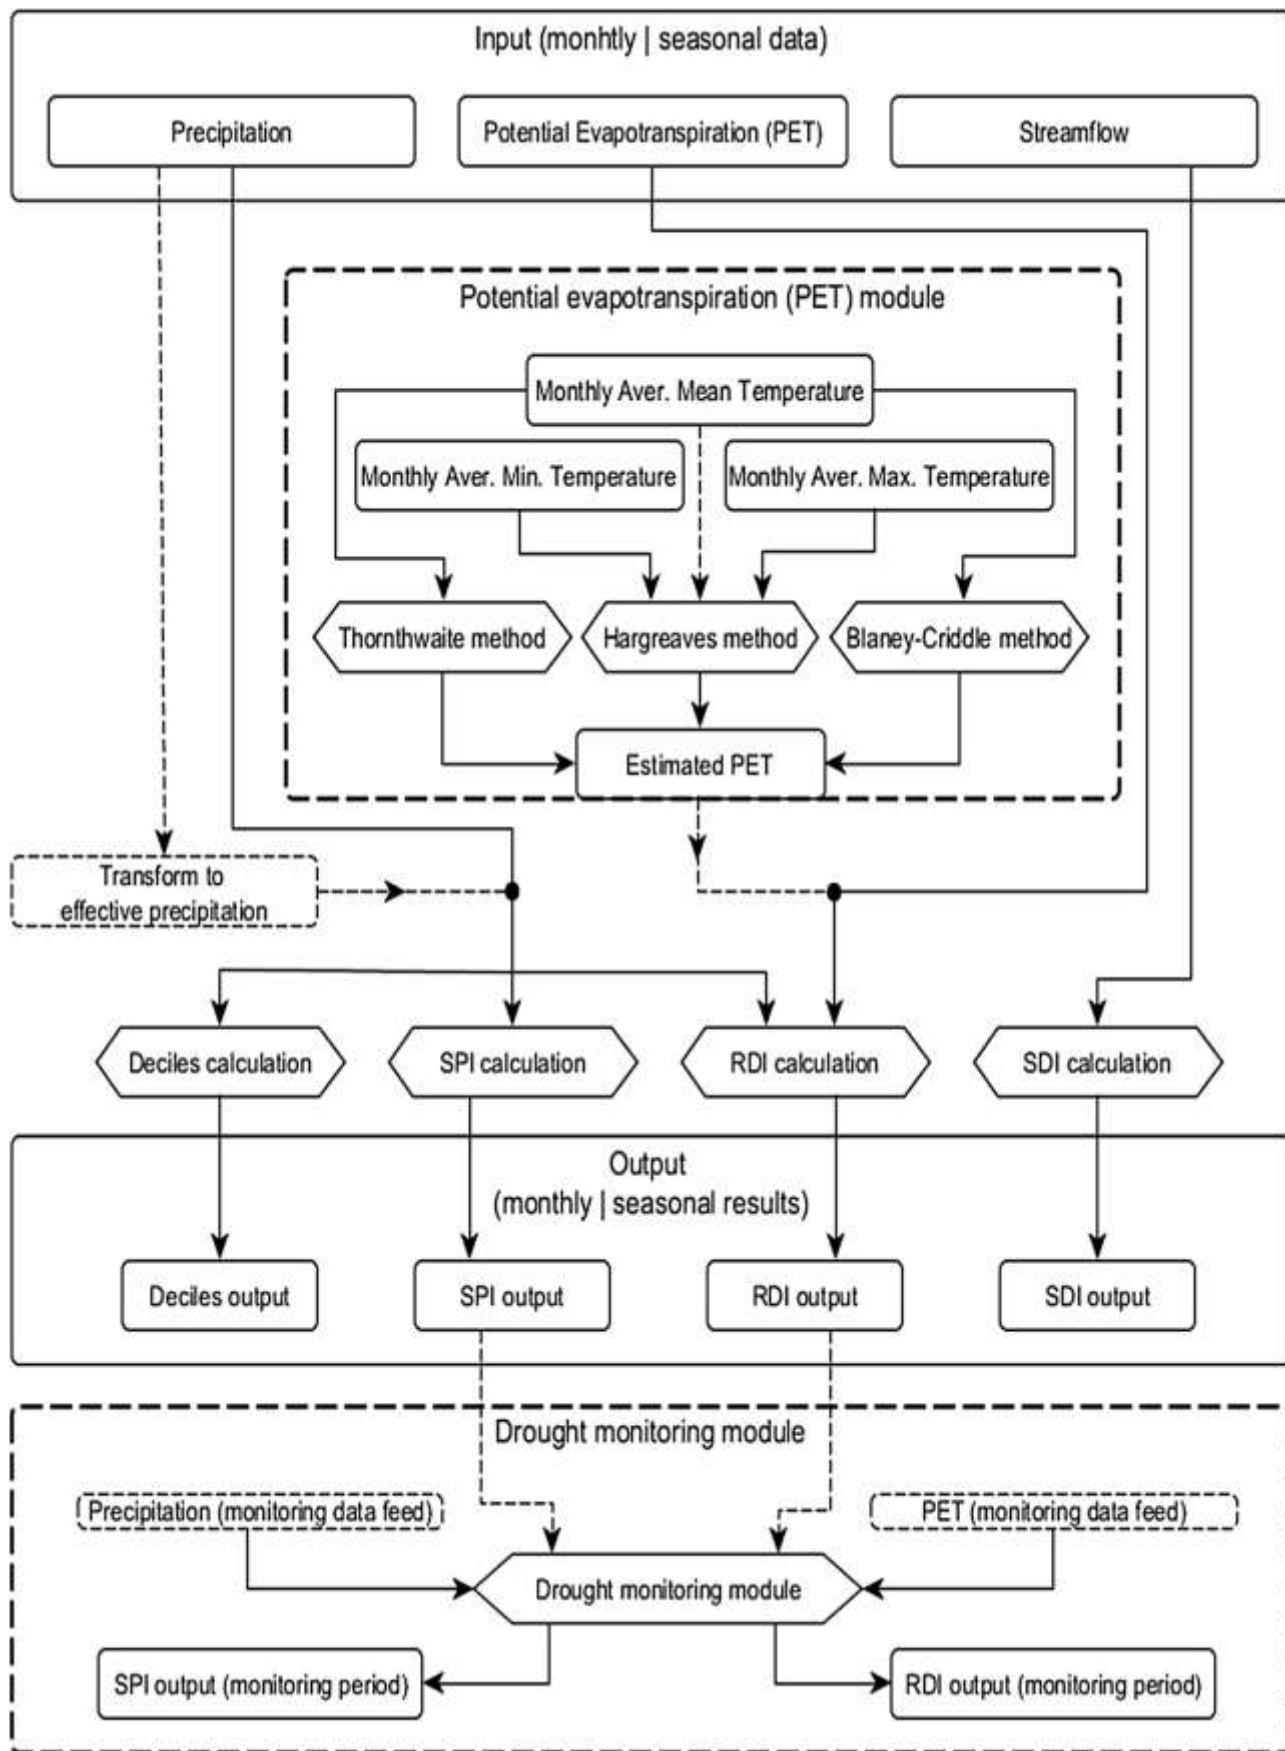 Input (monhtly | seasonal data)
Precipitation
Potential Evapotranspiration (PET)
Streamflow
Potential evapotranspiration (PET) module
Monthly Aver. Mean Temperature
Monthly Aver. Min. Temperature
Monthly Aver. Max. Temperature
Thornthwaite method
Hargreaves method
Blaney-Criddle method
Estimated PET
Transform to
effective precipitation
Deciles calculation
SPI calculation
RDI calculation
SDI calculation
Output
(monthly | seasonal results)
Deciles output
SPI output
RDI output
SDI output
Drought monitoring module
Precipitation (monitoring data feed)
PET (monitoring data feed)
Drought monitoring module
SPI output (monitoring period)
RDI output (monitoring period)